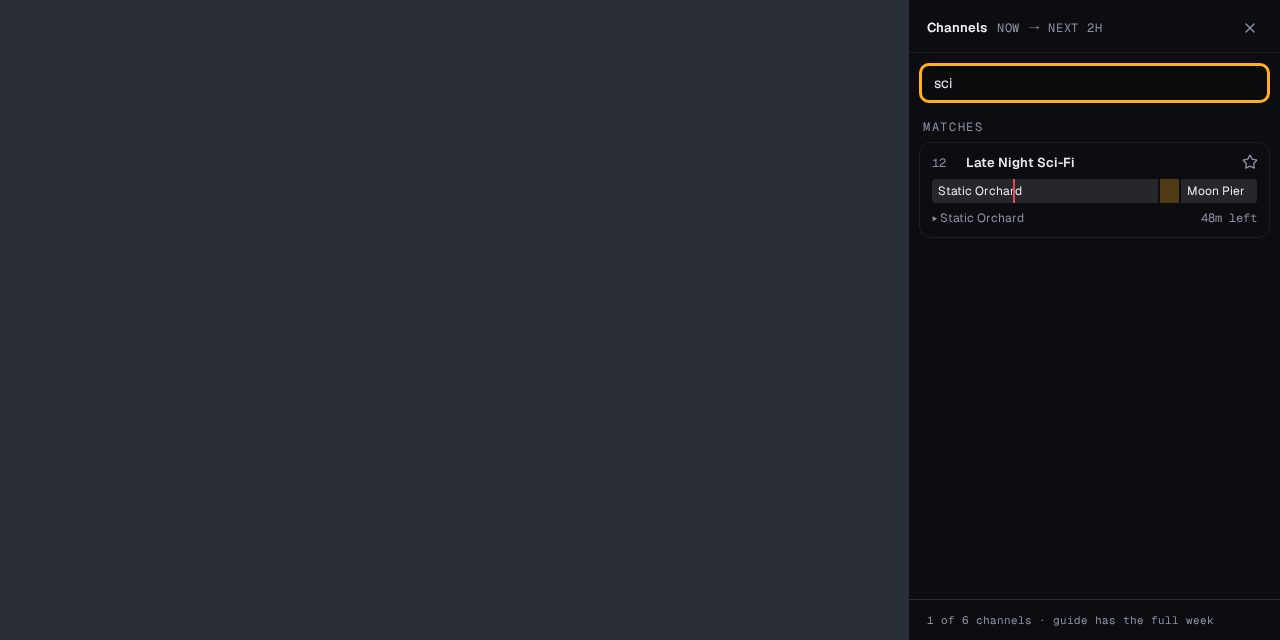 Channels NOW → NEXT 2H
sci
MATCHES
12 Late Night Sci-Fi
Static Orchard Moon Pier
▸ Static Orchard 48m left
1 of 6 channels · guide has the full week